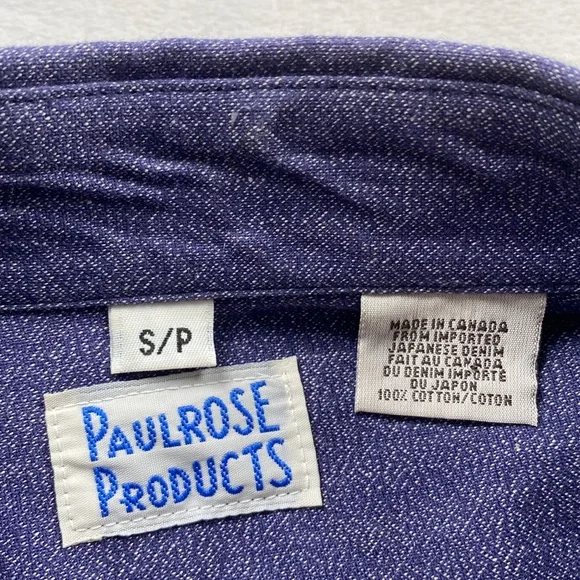 S/P
PAULROSE
PRODUCTS
MADE IN CANADA
FROM IMPORTED
JAPANESE DENIM
FAIT AU CANADA
DU DENIM IMPORTE
DU JAPON
100% COTTON/COTON